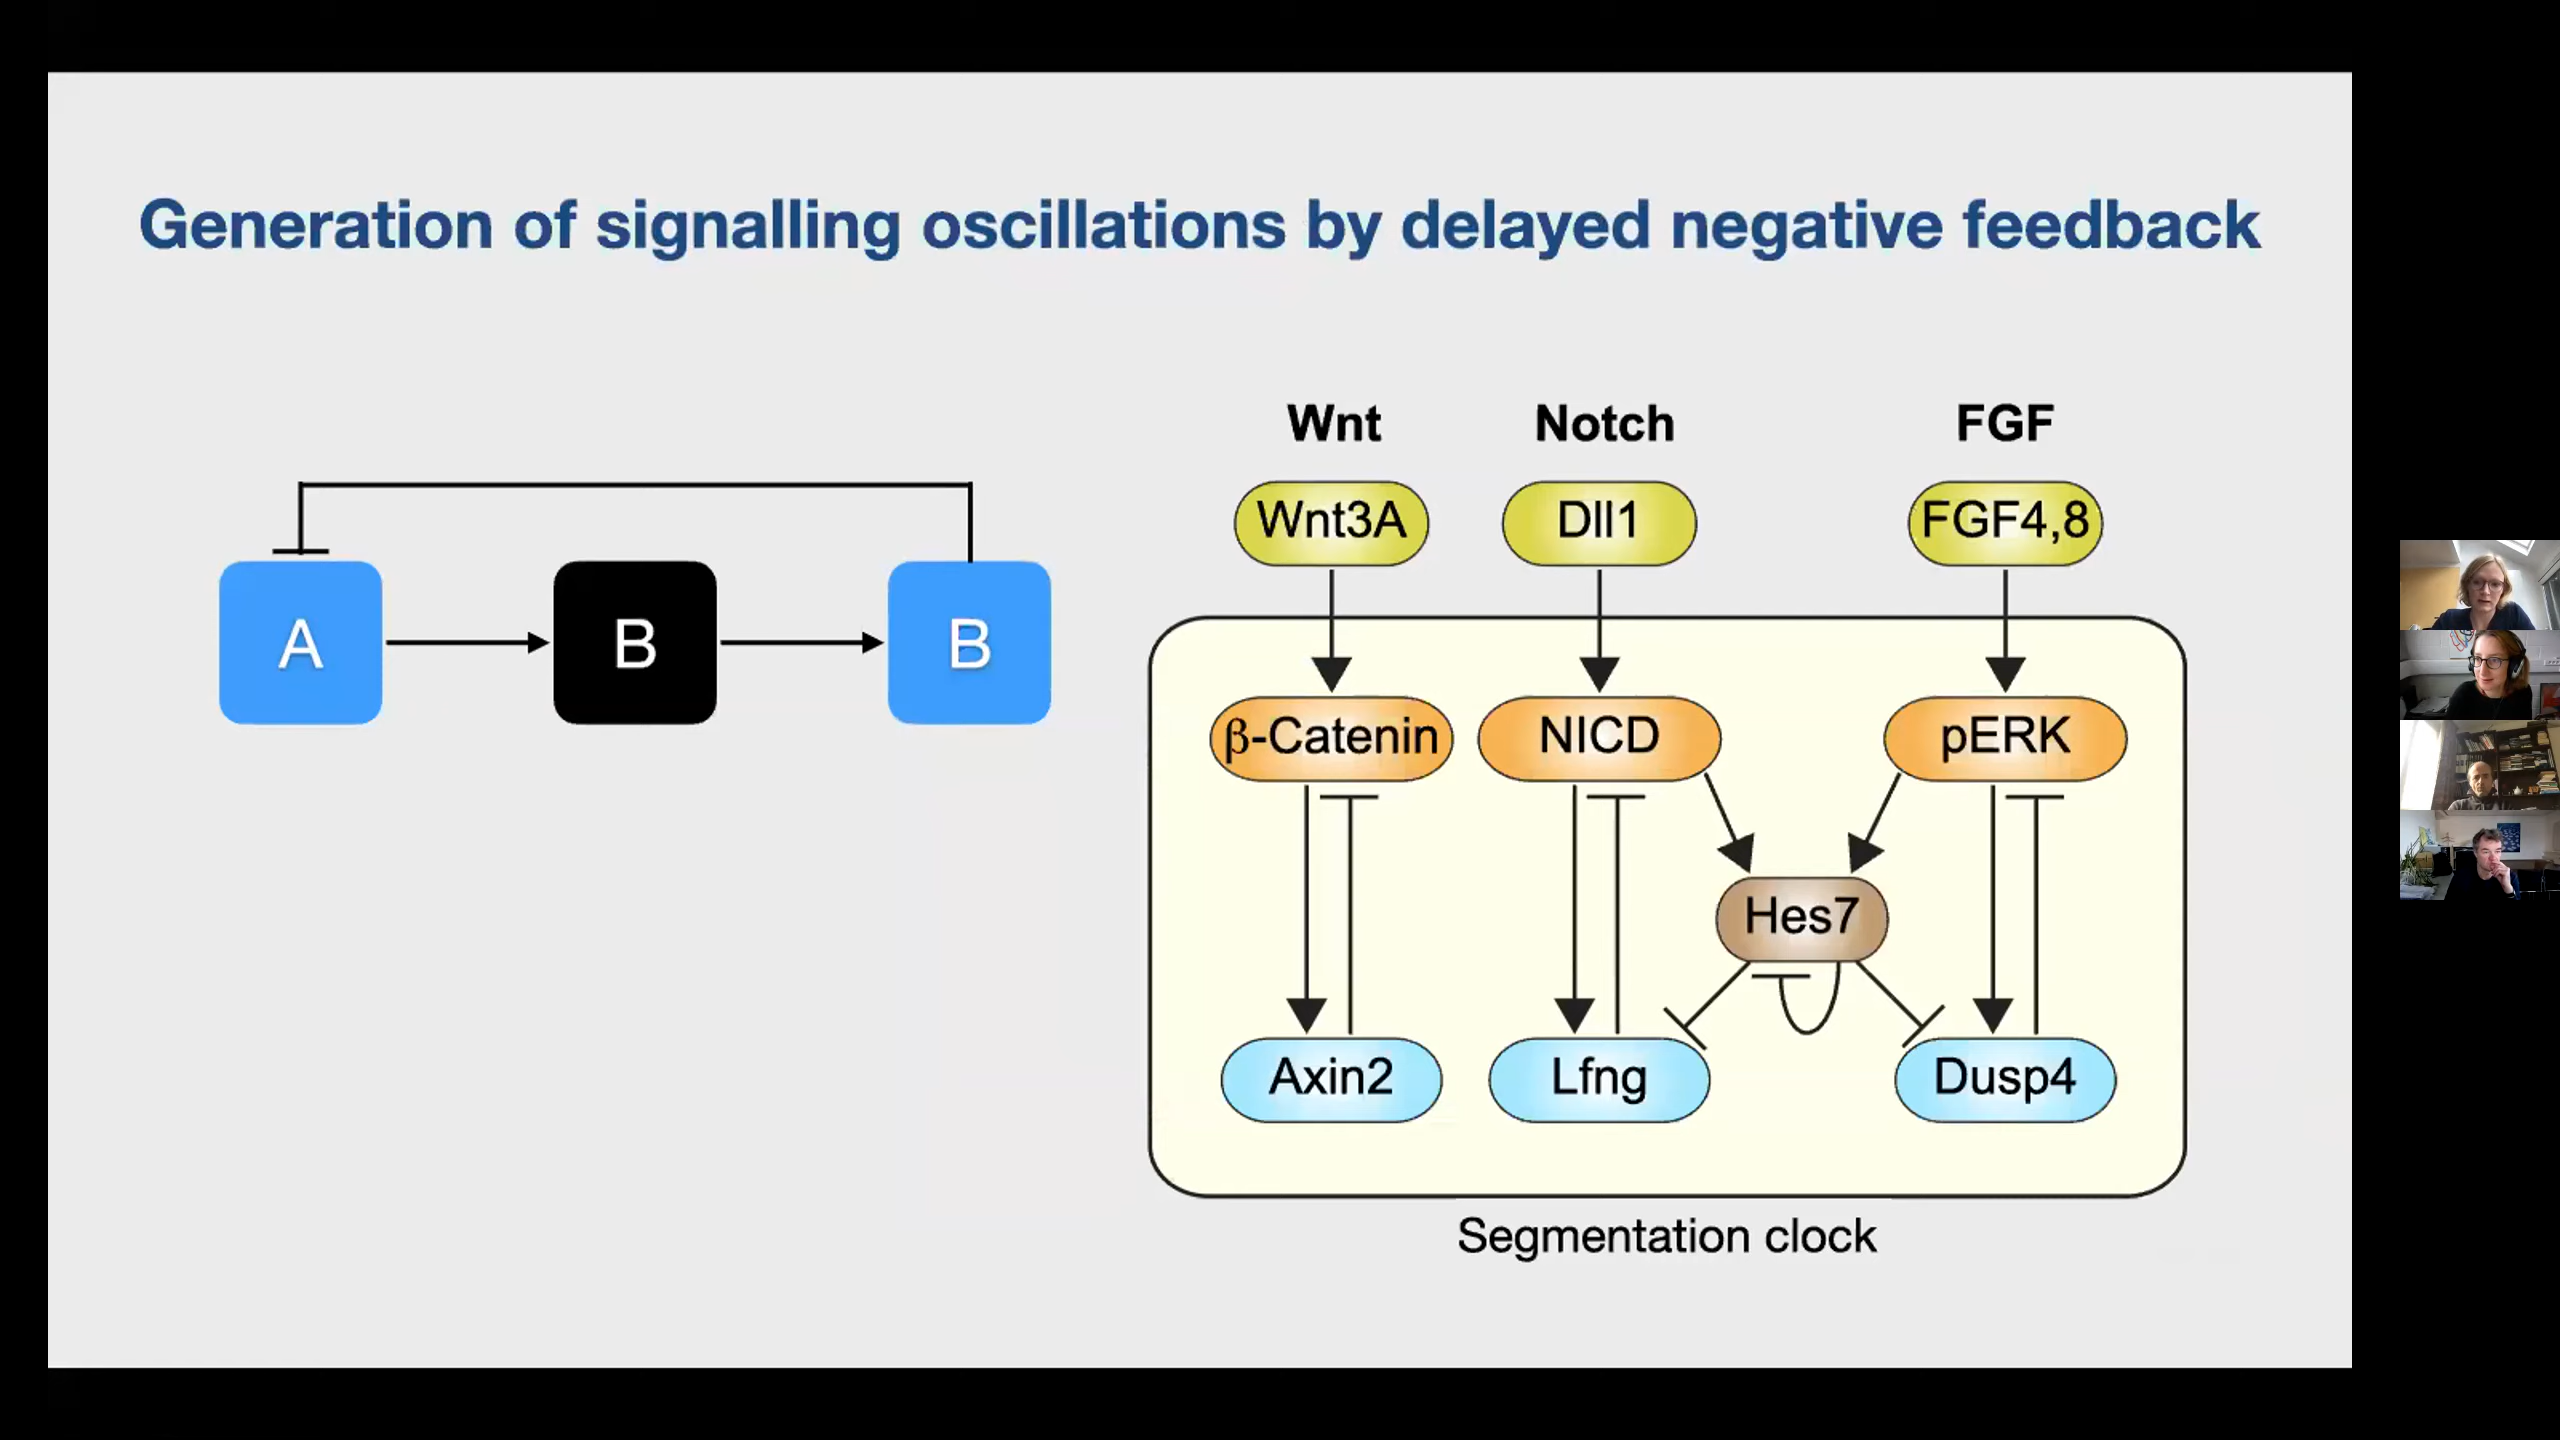 Generation of signalling oscillations by delayed negative feedback
A
B
B
Wnt
Notch
FGF
Wnt3A
Dll1
FGF4,8
β-Catenin
NICD
pERK
Hes7
Axin2
Lfng
Dusp4
Segmentation clock